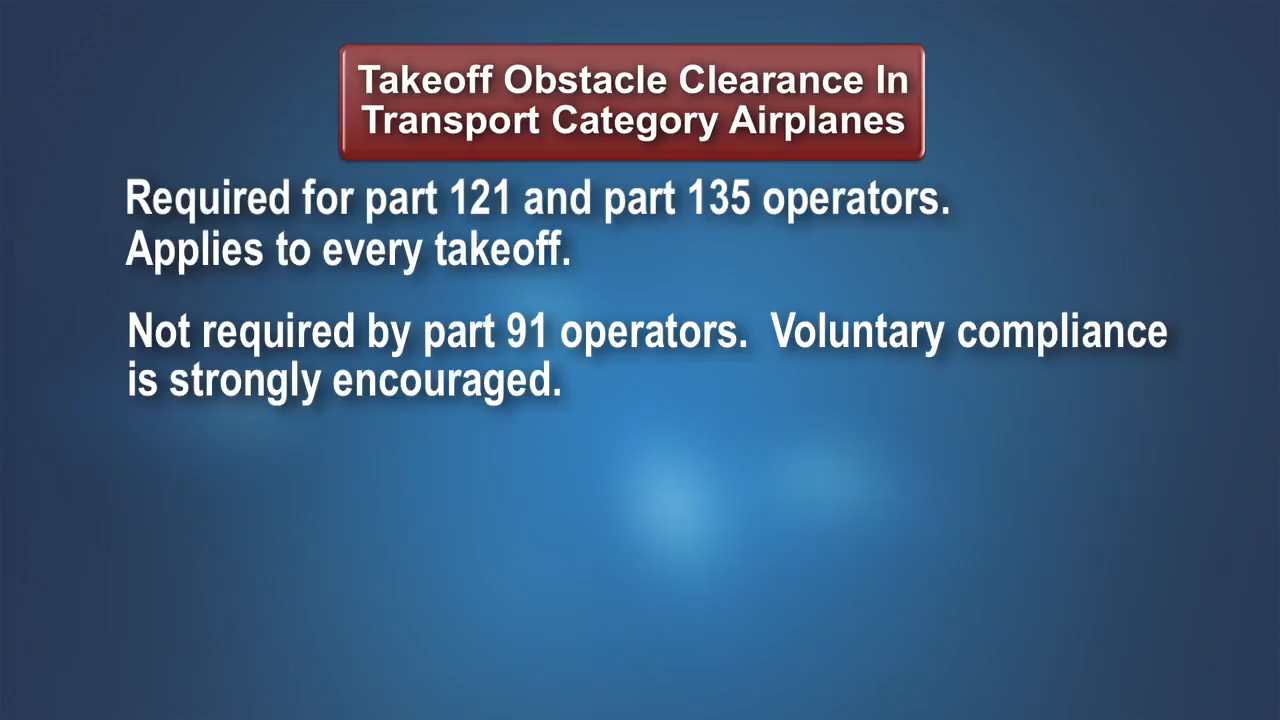 Takeoff Obstacle Clearance In
Transport Category Airplanes
Required for part 121 and part 135 operators.
Applies to every takeoff.
Not required by part 91 operators.  Voluntary compliance
is strongly encouraged.